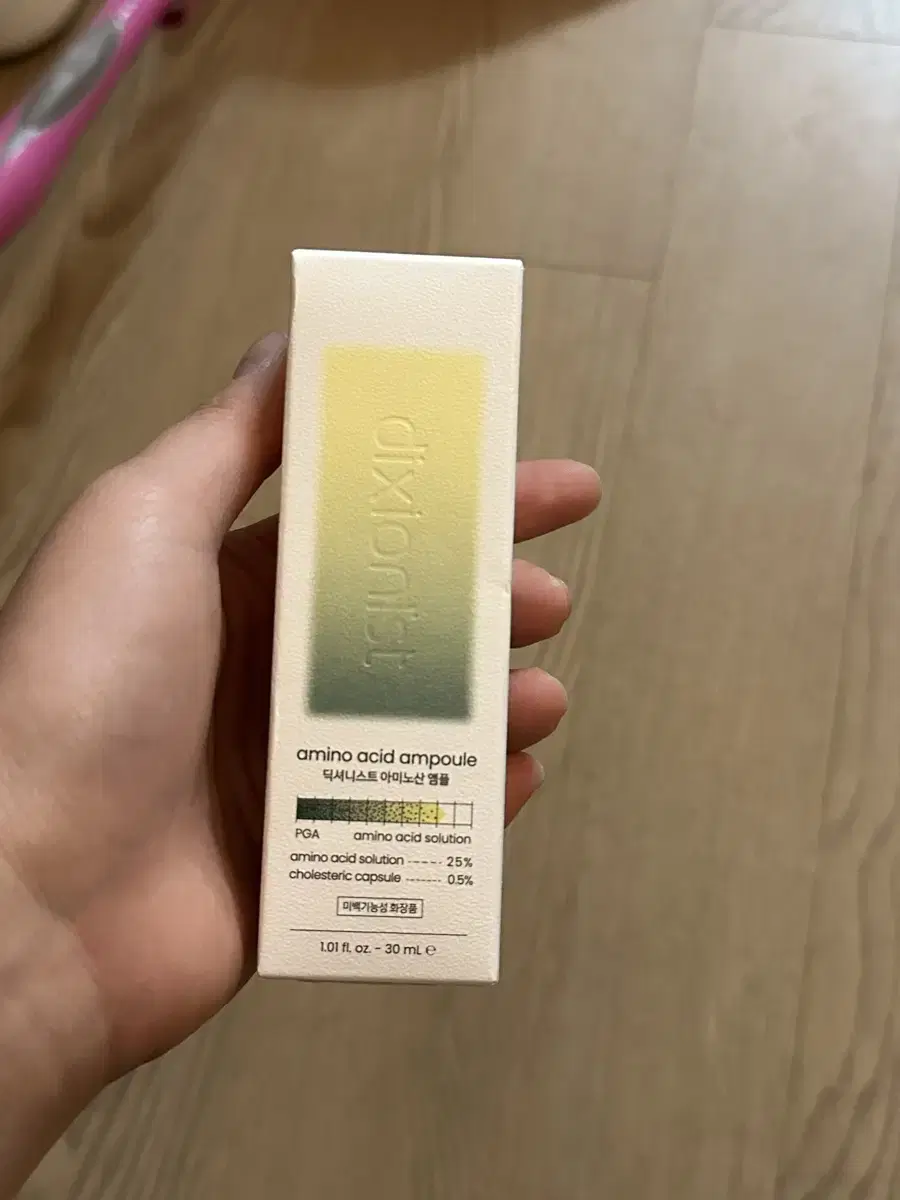 dixionist
amino acid ampoule
딕셔니스트 아미노산 앰플
PGA amino acid solution
amino acid solution ----- 25%
cholesteric capsule ------- 0.5%
미백기능성 화장품
1.01 fl. oz. - 30 mL ℮